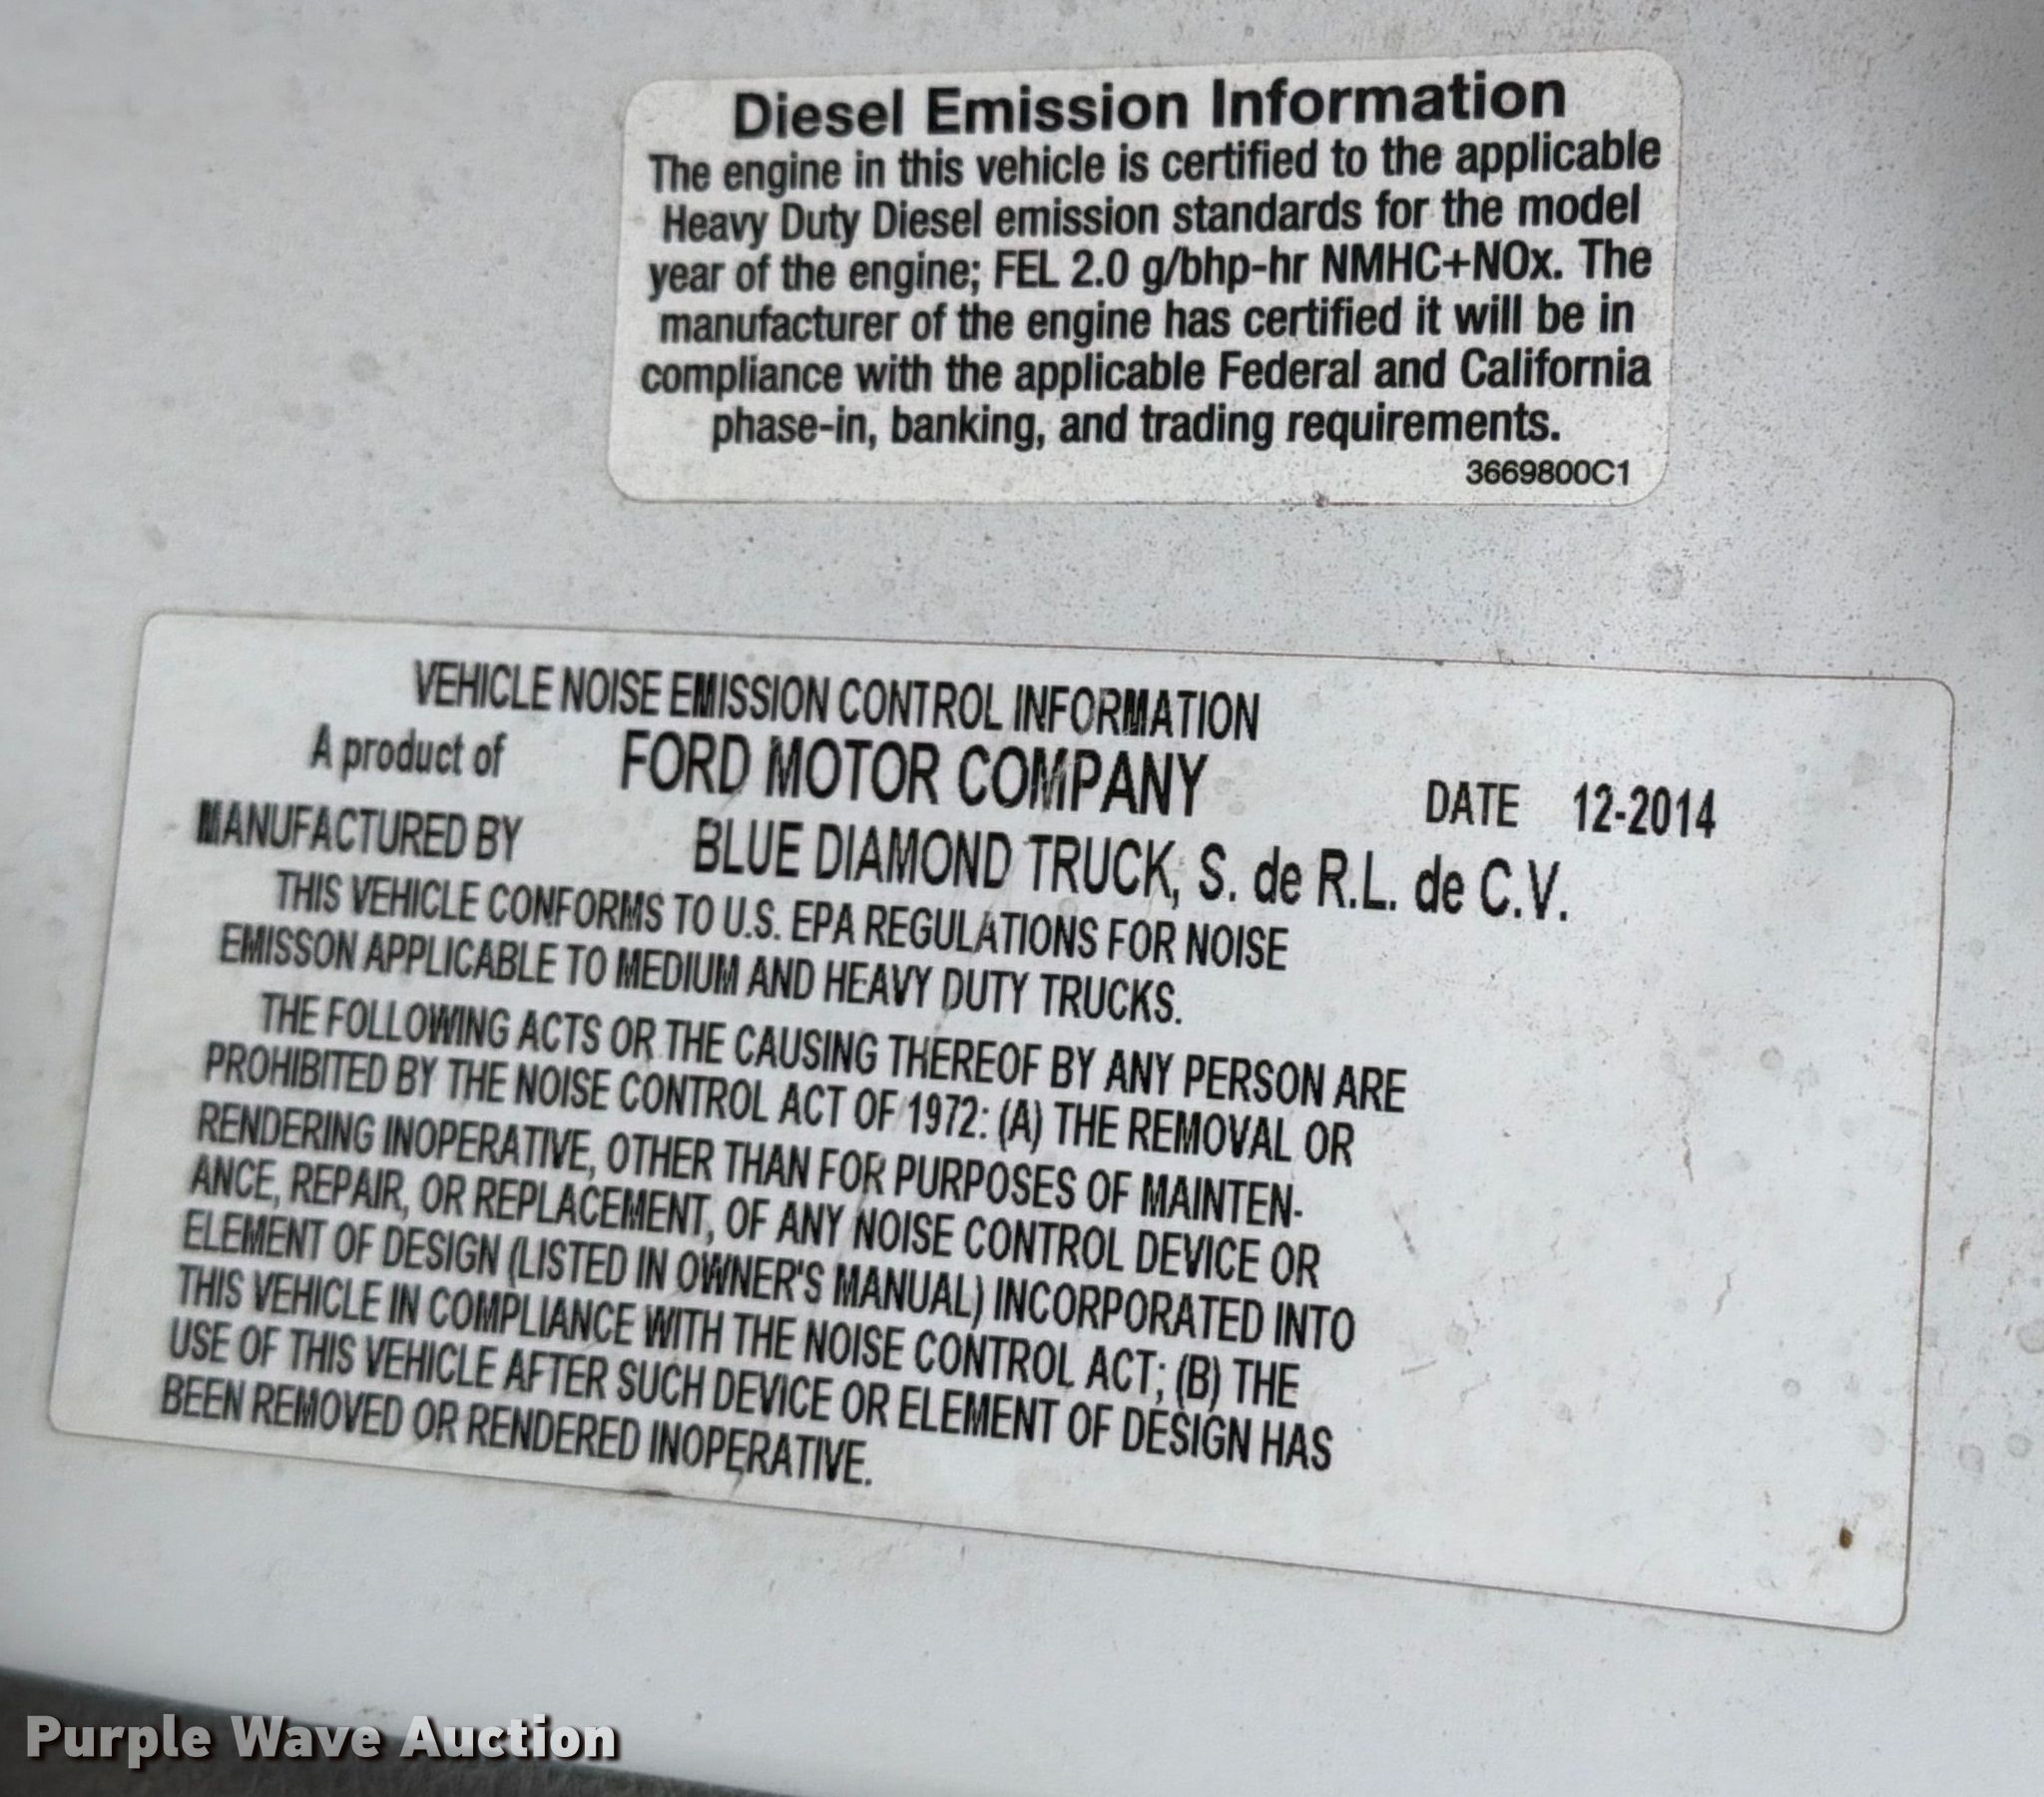 Diesel Emission Information
The engine in this vehicle is certified to the applicable
Heavy Duty Diesel emission standards for the model
year of the engine; FEL 2.0 g/bhp-hr NMHC+NOx. The
manufacturer of the engine has certified it will be in
compliance with the applicable Federal and California
phase-in, banking, and trading requirements.
3669800C1
VEHICLE NOISE EMISSION CONTROL INFORMATION
A product of FORD MOTOR COMPANY DATE 12-2014
MANUFACTURED BY BLUE DIAMOND TRUCK, S. de R.L. de C.V.
THIS VEHICLE CONFORMS TO U.S. EPA REGULATIONS FOR NOISE
EMISSON APPLICABLE TO MEDIUM AND HEAVY DUTY TRUCKS.
THE FOLLOWING ACTS OR THE CAUSING THEREOF BY ANY PERSON ARE
PROHIBITED BY THE NOISE CONTROL ACT OF 1972: (A) THE REMOVAL OR
RENDERING INOPERATIVE, OTHER THAN FOR PURPOSES OF MAINTEN-
ANCE, REPAIR, OR REPLACEMENT, OF ANY NOISE CONTROL DEVICE OR
ELEMENT OF DESIGN (LISTED IN OWNER'S MANUAL) INCORPORATED INTO
THIS VEHICLE IN COMPLIANCE WITH THE NOISE CONTROL ACT; (B) THE
USE OF THIS VEHICLE AFTER SUCH DEVICE OR ELEMENT OF DESIGN HAS
BEEN REMOVED OR RENDERED INOPERATIVE.
Purple Wave Auction